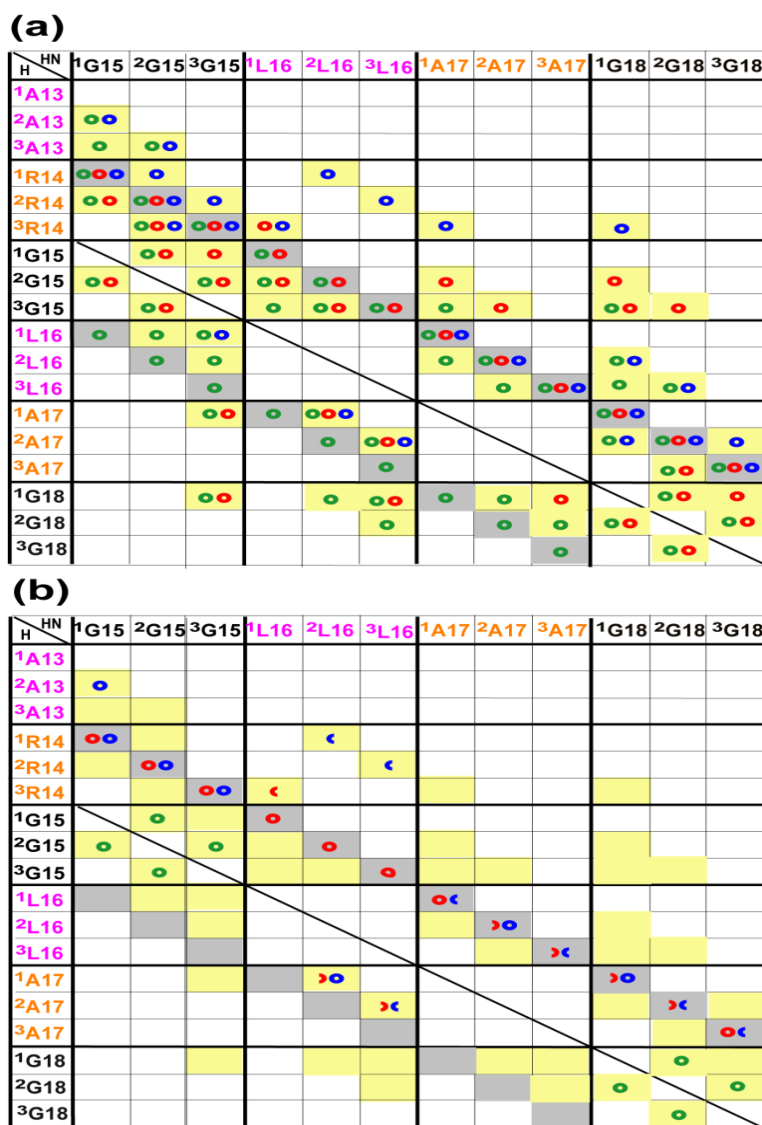 (a)
HN
H ¹G15 ²G15 ³G15 ¹L16 ²L16 ³L16 ¹A17 ²A17 ³A17 ¹G18 ²G18 ³G18
¹A13
²A13
³A13
¹R14
²R14
³R14
¹G15
²G15
³G15
¹L16
²L16
³L16
¹A17
²A17
³A17
¹G18
²G18
³G18
(b)
HN
H ¹G15 ²G15 ³G15 ¹L16 ²L16 ³L16 ¹A17 ²A17 ³A17 ¹G18 ²G18 ³G18
¹A13
²A13
³A13
¹R14
²R14
³R14
¹G15
²G15
³G15
¹L16
²L16
³L16
¹A17
²A17
³A17
¹G18
²G18
³G18